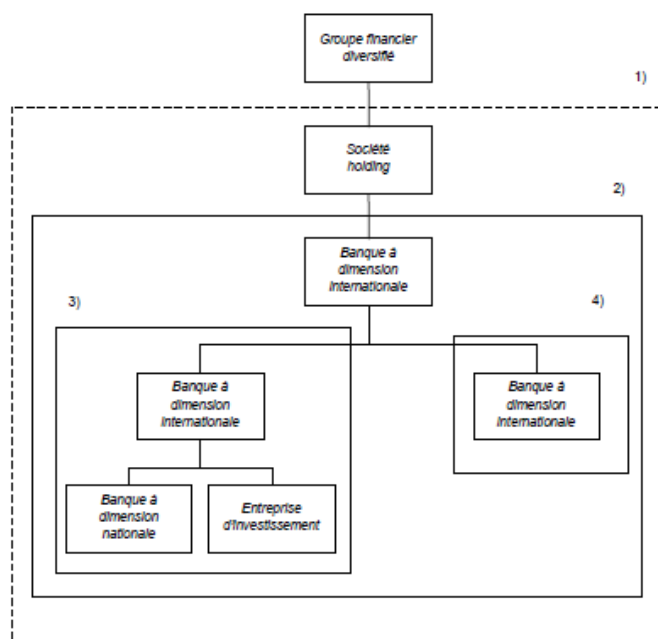 Groupe financier
diversifié
1)
Société
holding
2)
Banque à
dimension
internationale
3)
4)
Banque à
dimension
internationale
Banque à
dimension
internationale
Banque à
dimension
nationale
Entreprise
d'investissement